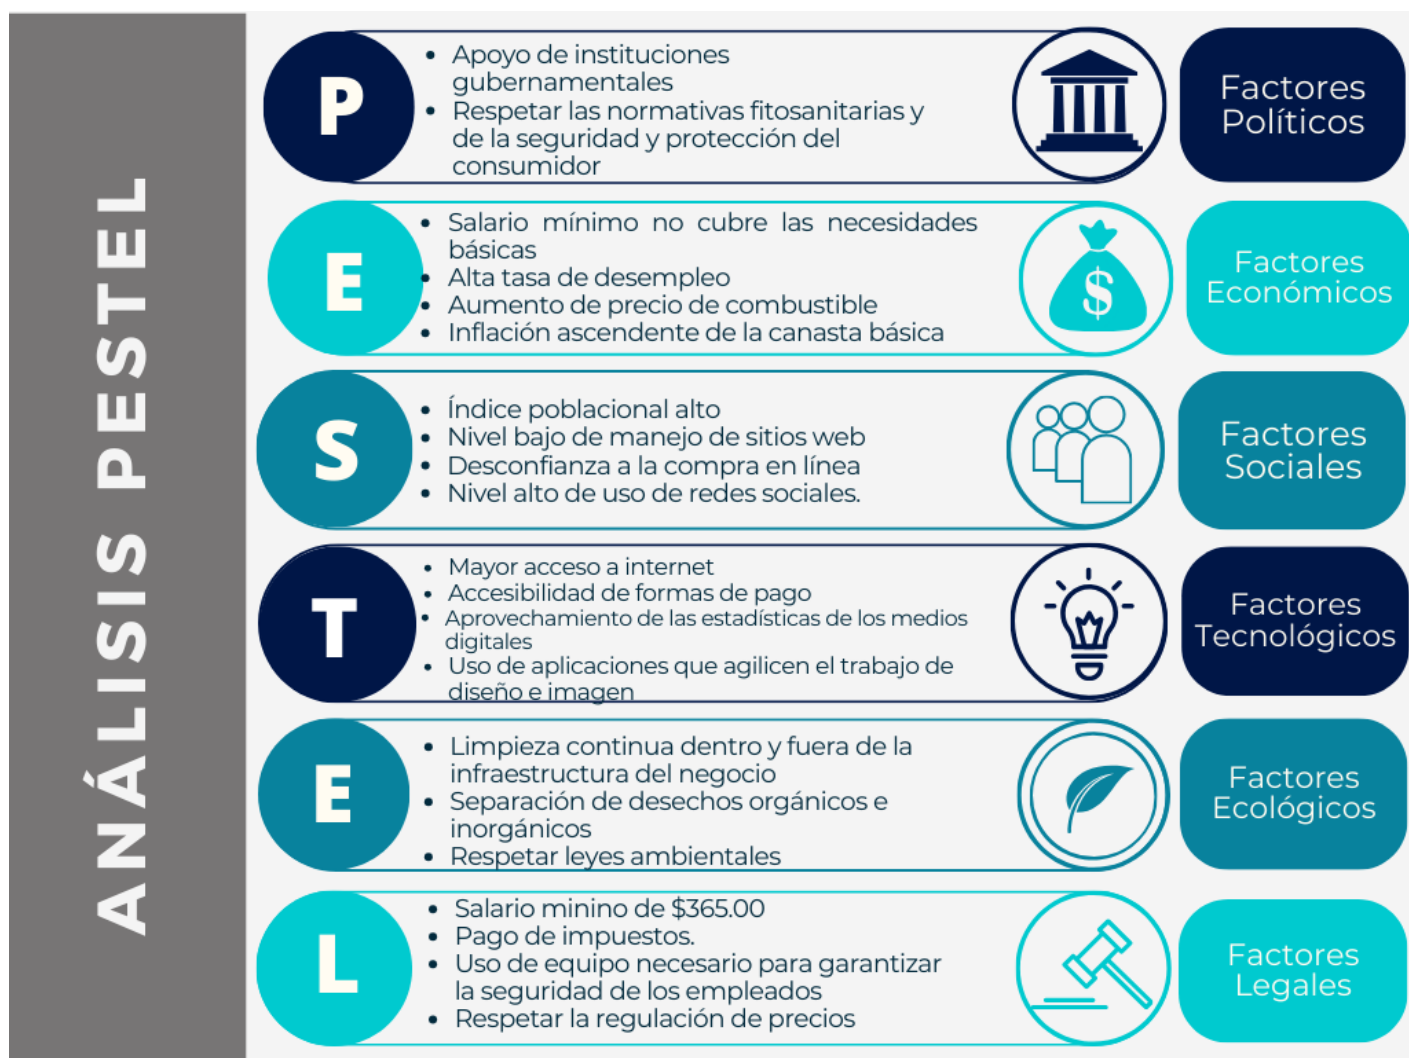 ANÁLISIS PESTEL
P
• Apoyo de instituciones
gubernamentales
• Respetar las normativas fitosanitarias y
de la seguridad y protección del
consumidor
Factores
Políticos
E
• Salario mínimo no cubre las necesidades
básicas
• Alta tasa de desempleo
• Aumento de precio de combustible
• Inflación ascendente de la canasta básica
$
Factores
Económicos
S
• Índice poblacional alto
• Nivel bajo de manejo de sitios web
• Desconfianza a la compra en línea
• Nivel alto de uso de redes sociales.
Factores
Sociales
T
• Mayor acceso a internet
• Accesibilidad de formas de pago
• Aprovechamiento de las estadísticas de los medios
digitales
• Uso de aplicaciones que agilicen el trabajo de
diseño e imagen
Factores
Tecnológicos
E
• Limpieza continua dentro y fuera de la
infraestructura del negocio
• Separación de desechos orgánicos e
inorgánicos
• Respetar leyes ambientales
Factores
Ecológicos
L
• Salario minino de $365.00
• Pago de impuestos.
• Uso de equipo necesario para garantizar
la seguridad de los empleados
• Respetar la regulación de precios
Factores
Legales